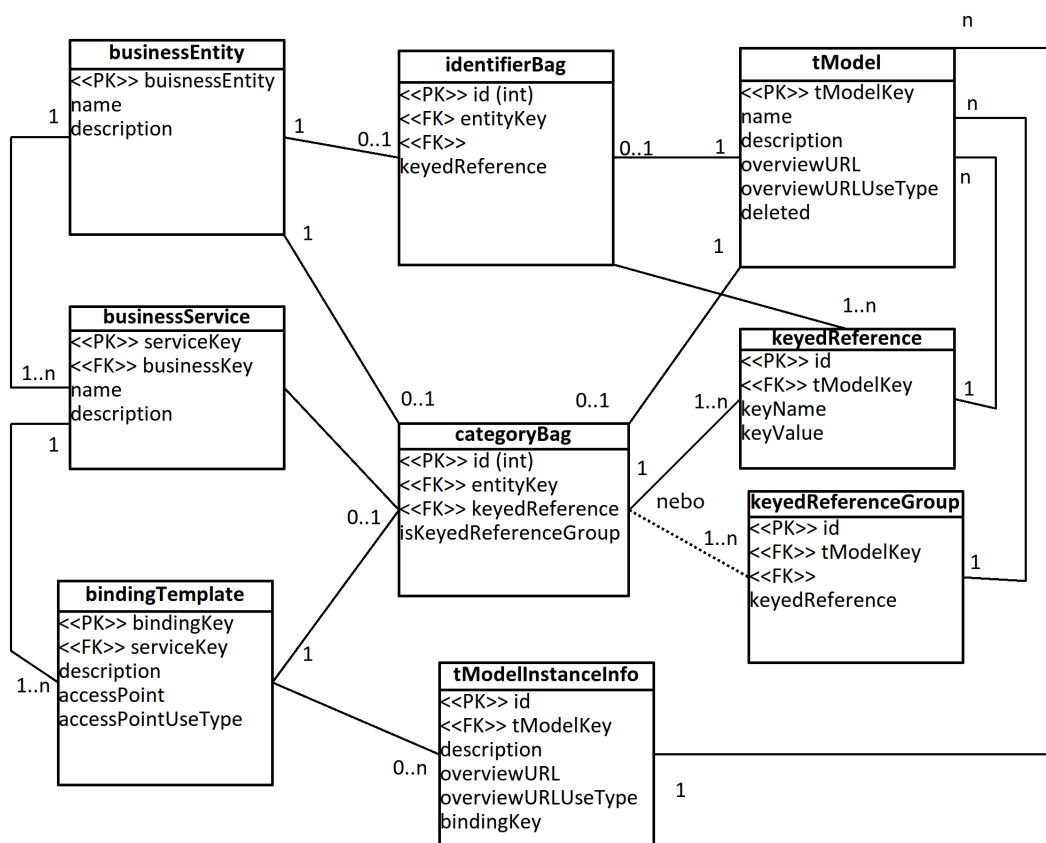 n
businessEntity
<<PK>> buisnessEntity
name
description
1
1
identifierBag
<<PK>> id (int)
<<FK> entityKey
<<FK>>
keyedReference
0..1
0..1
1
tModel
<<PK>> tModelKey
name
description
overviewURL
overviewURLUseType
deleted
n
n
1
1
1..n
businessService
<<PK>> serviceKey
<<FK>> businessKey
name
description
1..n
1
0..1
0..1
keyedReference
<<PK>> id
<<FK>> tModelKey
keyName
keyValue
1..n
1
categoryBag
<<PK>> id (int)
<<FK>> entityKey
<<FK>> keyedReference
isKeyedReferenceGroup
0..1
1
nebo
1..n
keyedReferenceGroup
<<PK>> id
<<FK>> tModelKey
<<FK>>
keyedReference
1
bindingTemplate
<<PK>> bindingKey
<<FK>> serviceKey
description
accessPoint
accessPointUseType
1..n
1
0..n
tModelInstanceInfo
<<PK>> id
<<FK>> tModelKey
description
overviewURL
overviewURLUseType
bindingKey
1